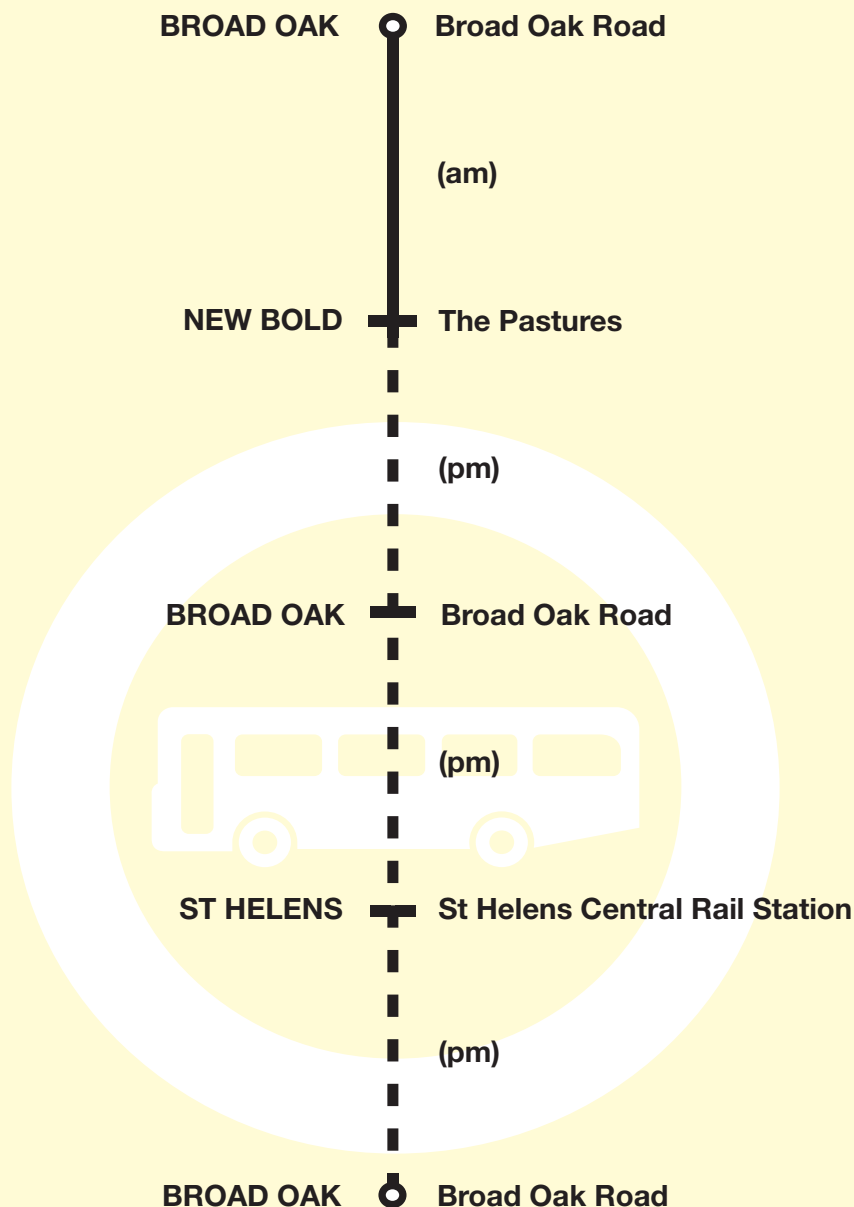 BROAD OAK Broad Oak Road
(am)
NEW BOLD The Pastures
(pm)
BROAD OAK Broad Oak Road
(pm)
ST HELENS St Helens Central Rail Station
(pm)
BROAD OAK Broad Oak Road